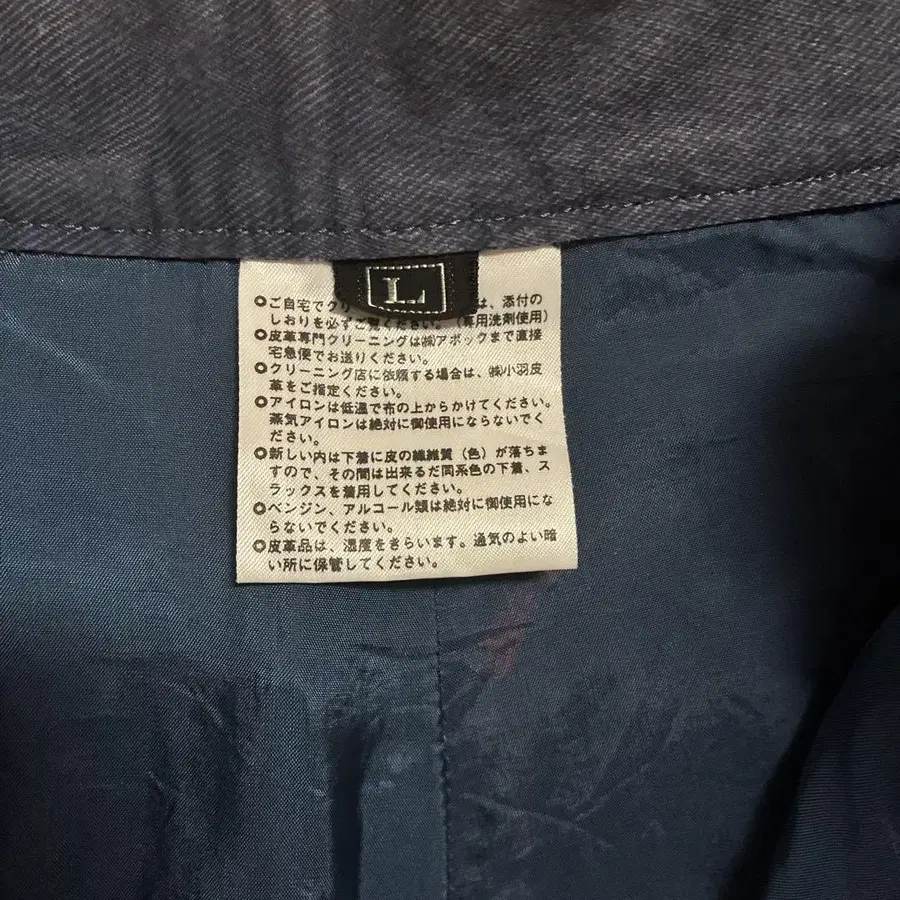 L
○ご自宅でクリ は、添付の
しおりを必ずご覧ください。（専用洗剤使用）
○皮革専門クリーニングは㈱アポックまで直接
宅急便でお送りください。
○クリーニング店に依頼する場合は、㈱小羽皮
革をご指定ください。
○アイロンは低温で布の上からかけてください。
蒸気アイロンは絶対に御使用にならないでく
ださい。
○新しい内は下着に皮の繊維質（色）が落ちま
すので、その間は出来るだ同系色の下着、ス
ラックスを着用してください。
○ベンジン、アルコール類は絶対に御使用にな
らないでください。
○皮革品は、湿度をきらいます。通気のよい暗
い所に保管してください。